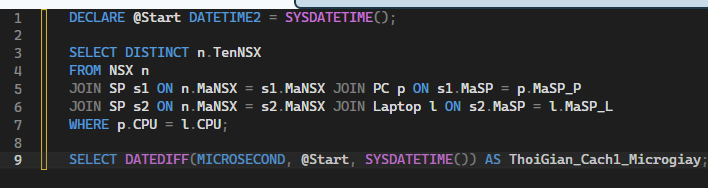 1 DECLARE @Start DATETIME2 = SYSDATETIME();
2
3 SELECT DISTINCT n.TenNSX
4 FROM NSX n
5 JOIN SP s1 ON n.MaNSX = s1.MaNSX JOIN PC p ON s1.MaSP = p.MaSP_P
6 JOIN SP s2 ON n.MaNSX = s2.MaNSX JOIN Laptop l ON s2.MaSP = l.MaSP_L
7 WHERE p.CPU = l.CPU;
8
9 SELECT DATEDIFF(MICROSECOND, @Start, SYSDATETIME()) AS ThoiGian_Cach1_Microgiay;